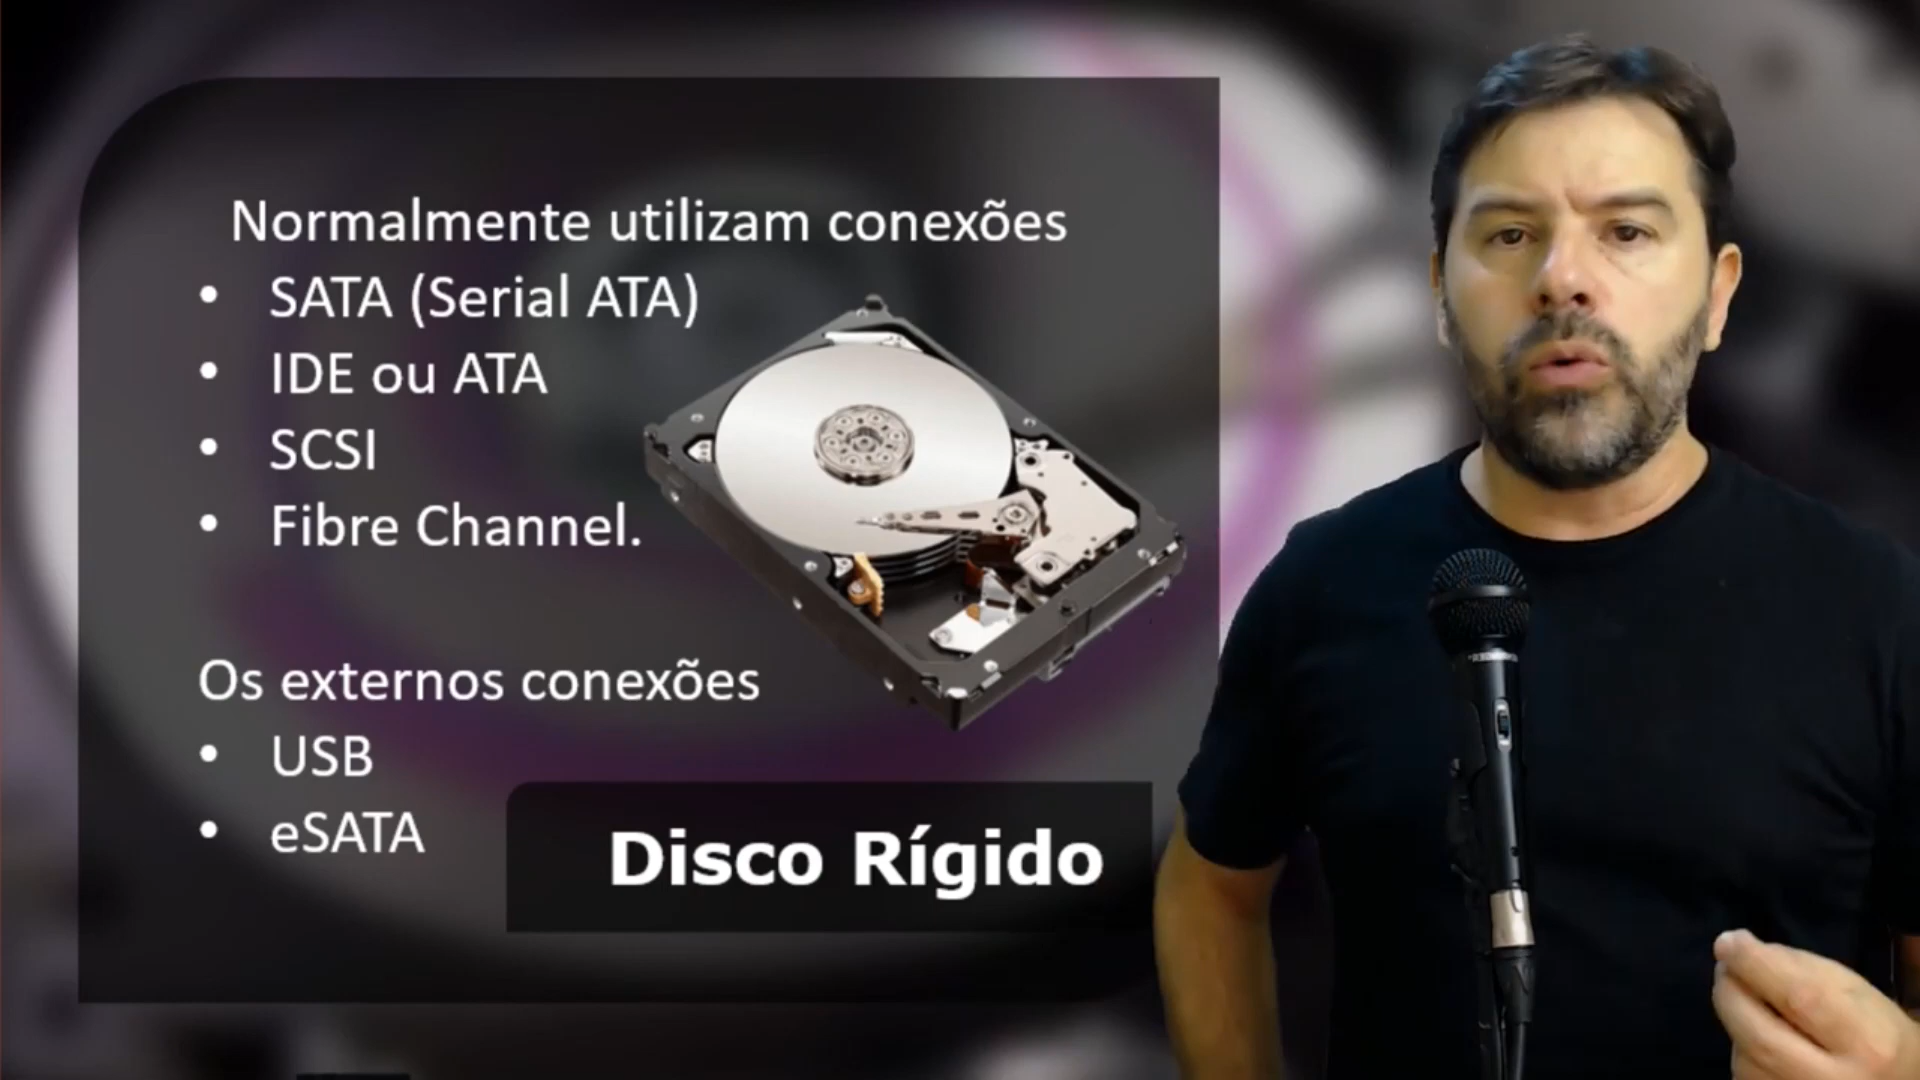 Normalmente utilizam conexões
• SATA (Serial ATA)
• IDE ou ATA
• SCSI
• Fibre Channel.
Os externos conexões
• USB
• eSATA
Disco Rígido